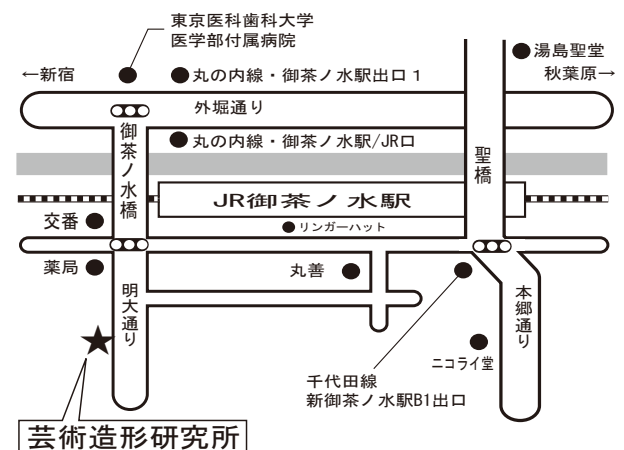 東京医科歯科大学
医学部付属病院
湯島聖堂
←新宿
丸の内線・御茶ノ水駅出口1
秋葉原→
外堀通り
御茶ノ水橋
丸の内線・御茶ノ水駅/JR口
聖橋
JR御茶ノ水駅
交番
リンガーハット
薬局
丸善
明大通り
本郷通り
ニコライ堂
千代田線
新御茶ノ水駅B1出口
芸術造形研究所